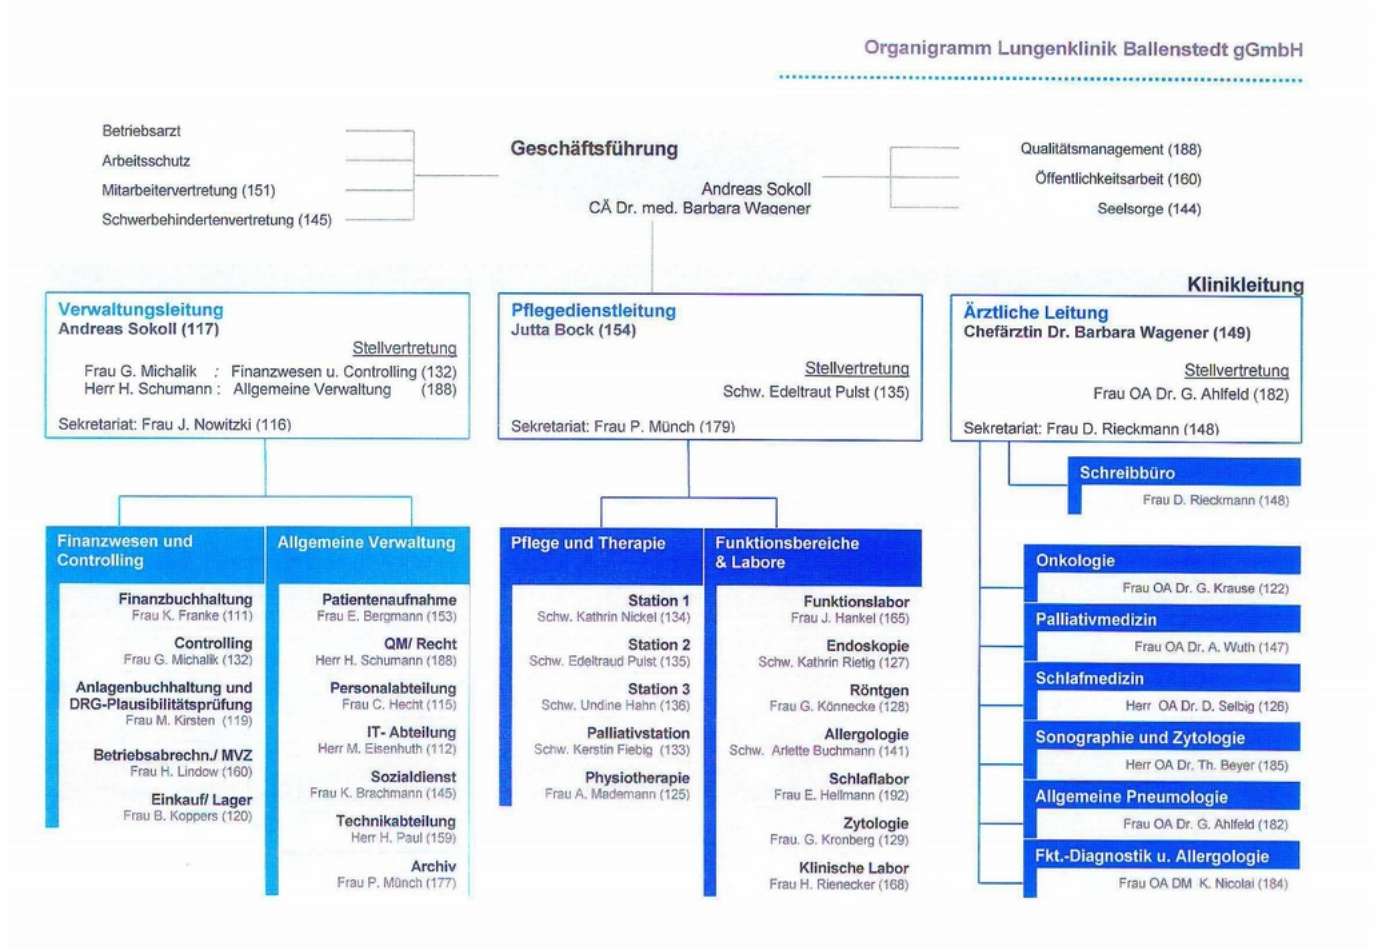 Organigramm Lungenklinik Ballenstedt gGmbH
Betriebsarzt
Arbeitsschutz
Mitarbeitervertretung (151)
Schwerbehindertenvertretung (145)
Geschäftsführung
Andreas Sokoll
CÄ Dr. med. Barbara Wagener
Qualitätsmanagement (188)
Öffentlichkeitsarbeit (160)
Seelsorge (144)
Klinikleitung
Verwaltungsleitung
Andreas Sokoll (117)
Stellvertretung
Frau G. Michalik : Finanzwesen u. Controlling (132)
Herr H. Schumann : Allgemeine Verwaltung (188)
Sekretariat: Frau J. Nowitzki (116)
Pflegedienstleitung
Jutta Bock (154)
Stellvertretung
Schw. Edeltraut Pulst (135)
Sekretariat: Frau P. Münch (179)
Ärztliche Leitung
Chefärztin Dr. Barbara Wagener (149)
Stellvertretung
Frau OA Dr. G. Ahlfeld (182)
Sekretariat: Frau D. Rieckmann (148)
Finanzwesen und
Controlling
Finanzbuchhaltung
Frau K. Franke (111)
Controlling
Frau G. Michalik (132)
Anlagenbuchhaltung und
DRG-Plausibilitätsprüfung
Frau M. Kirsten (119)
Betriebsabrechn./ MVZ
Frau H. Lindow (160)
Einkauf/ Lager
Frau B. Koppers (120)
Allgemeine Verwaltung
Patientenaufnahme
Frau E. Bergmann (153)
QM/ Recht
Herr H. Schumann (188)
Personalabteilung
Frau C. Hecht (115)
IT- Abteilung
Herr M. Eisenhuth (112)
Sozialdienst
Frau K. Brachmann (145)
Technikabteilung
Herr H. Paul (159)
Archiv
Frau P. Münch (177)
Pflege und Therapie
Station 1
Schw. Kathrin Nickel (134)
Station 2
Schw. Edeltraud Pulst (135)
Station 3
Schw. Undine Hahn (136)
Palliativstation
Schw. Kerstin Fiebig (133)
Physiotherapie
Frau A. Mademann (125)
Funktionsbereiche
& Labore
Funktionslabor
Frau J. Hankel (165)
Endoskopie
Schw. Kathrin Rietig (127)
Röntgen
Frau G. Könnecke (128)
Allergologie
Schw. Arlette Buchmann (141)
Schlaflabor
Frau E. Hellmann (192)
Zytologie
Frau. G. Kronberg (129)
Klinische Labor
Frau H. Rienecker (168)
Schreibbüro
Frau D. Rieckmann (148)
Onkologie
Frau OA Dr. G. Krause (122)
Palliativmedizin
Frau OA Dr. A. Wuth (147)
Schlafmedizin
Herr OA Dr. D. Selbig (126)
Sonographie und Zytologie
Herr OA Dr. Th. Beyer (185)
Allgemeine Pneumologie
Frau OA Dr. G. Ahlfeld (182)
Fkt.-Diagnostik u. Allergologie
Frau OA DM K. Nicolai (184)